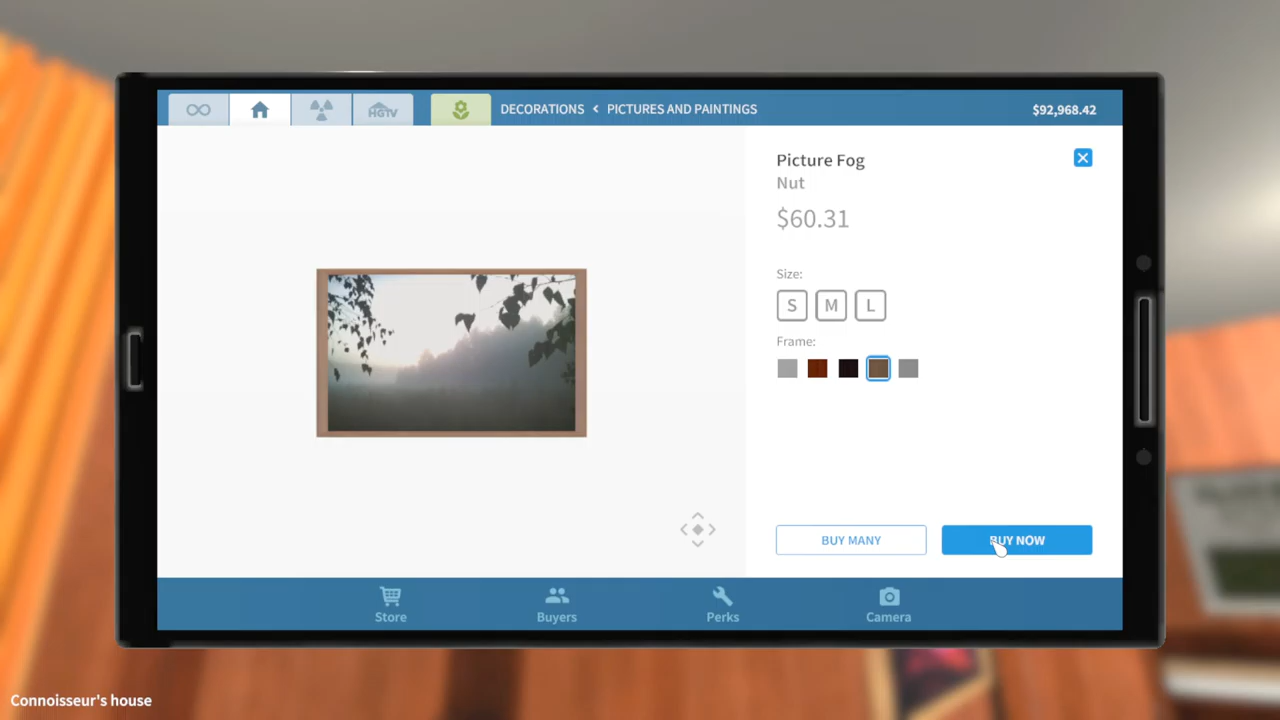 HGTV
DECORATIONS < PICTURES AND PAINTINGS
$92,968.42
Picture Fog
Nut
$60.31
Size:
S M L
Frame:
BUY MANY
BUY NOW
Store
Buyers
Perks
Camera
Connoisseur's house